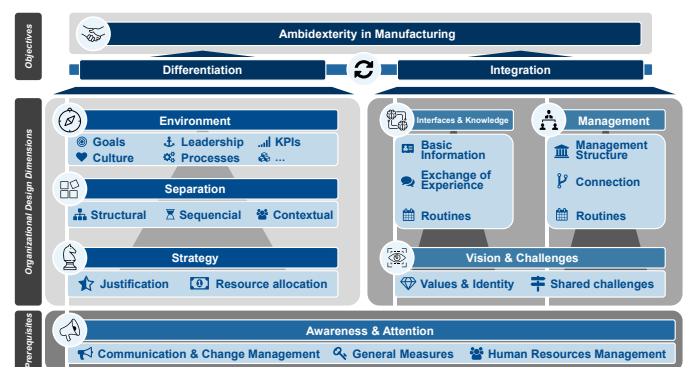 Objectives
Ambidexterity in Manufacturing
Differentiation
Integration
Organizational Design Dimensions
Environment
Goals
Leadership
KPIs
Culture
Processes
...
Separation
Structural
Sequencial
Contextual
Strategy
Justification
Resource allocation
Interfaces & Knowledge
Basic
Information
Exchange of
Experience
Routines
Management
Management
Structure
Connection
Routines
Vision & Challenges
Values & Identity
Shared challenges
Prerequisites
Awareness & Attention
Communication & Change Management
General Measures
Human Resources Management